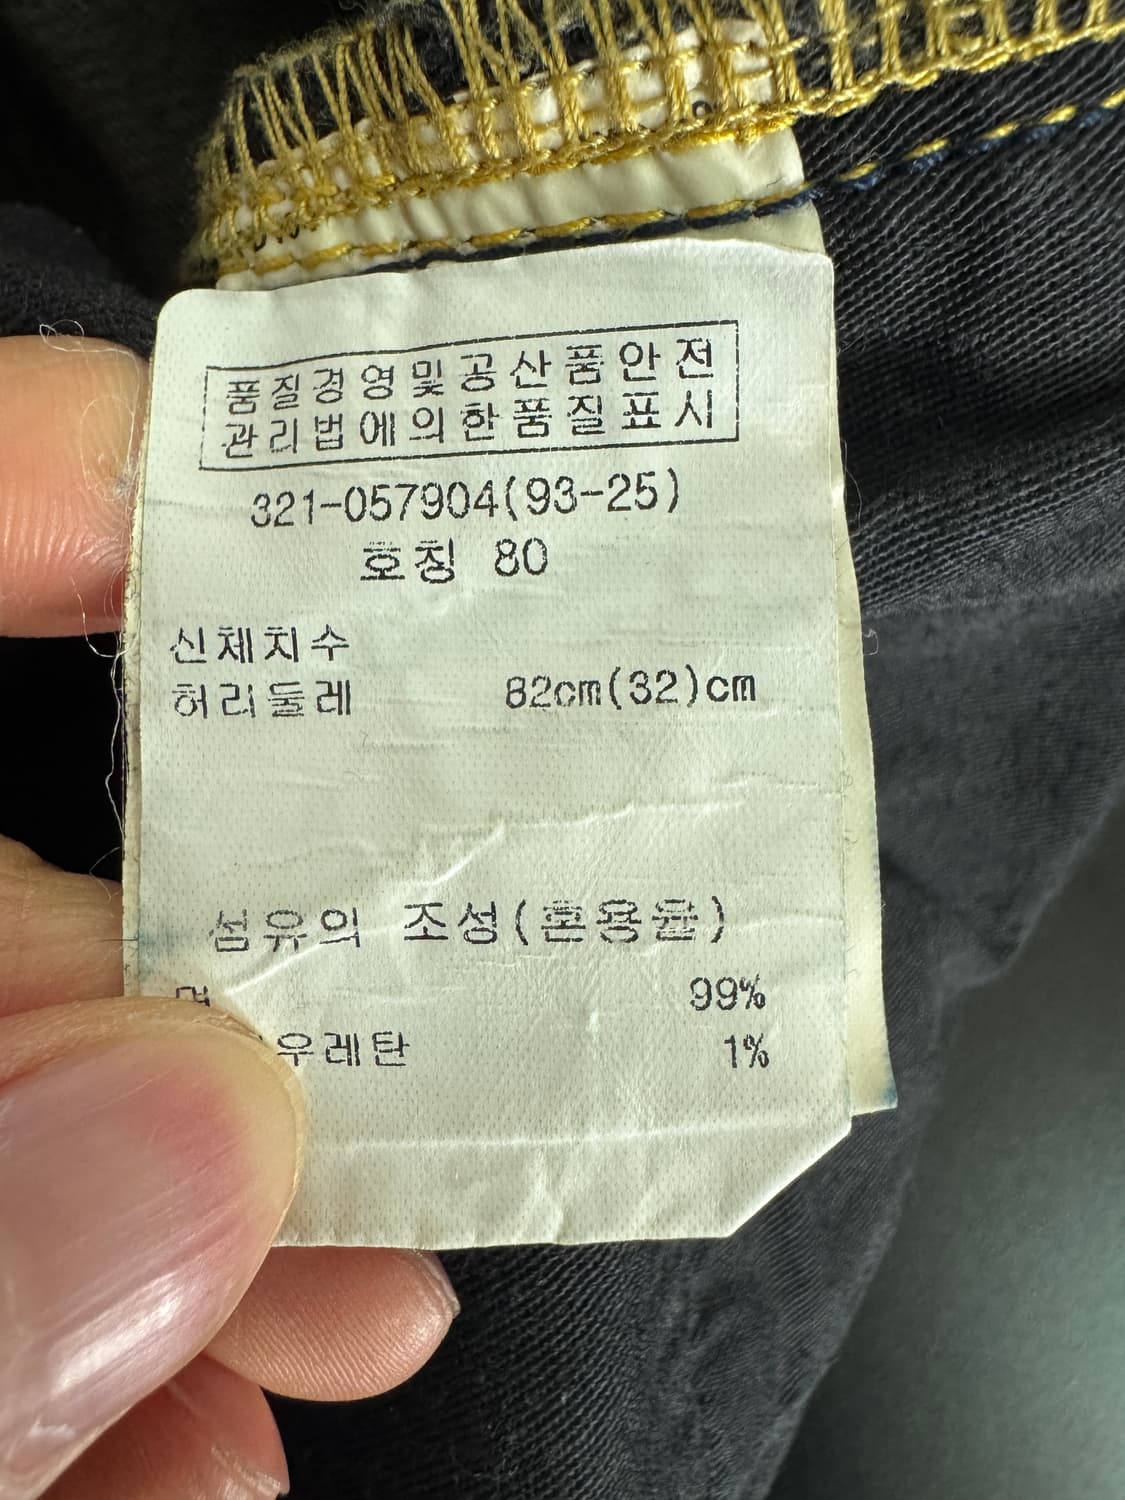 품질경영및공산품안전
관리법에의한품질표시
321-057904(93-25)
호칭 80
신체치수
허리둘레 82cm(32)cm
섬유의 조성(혼용율)
면 99%
우레탄 1%